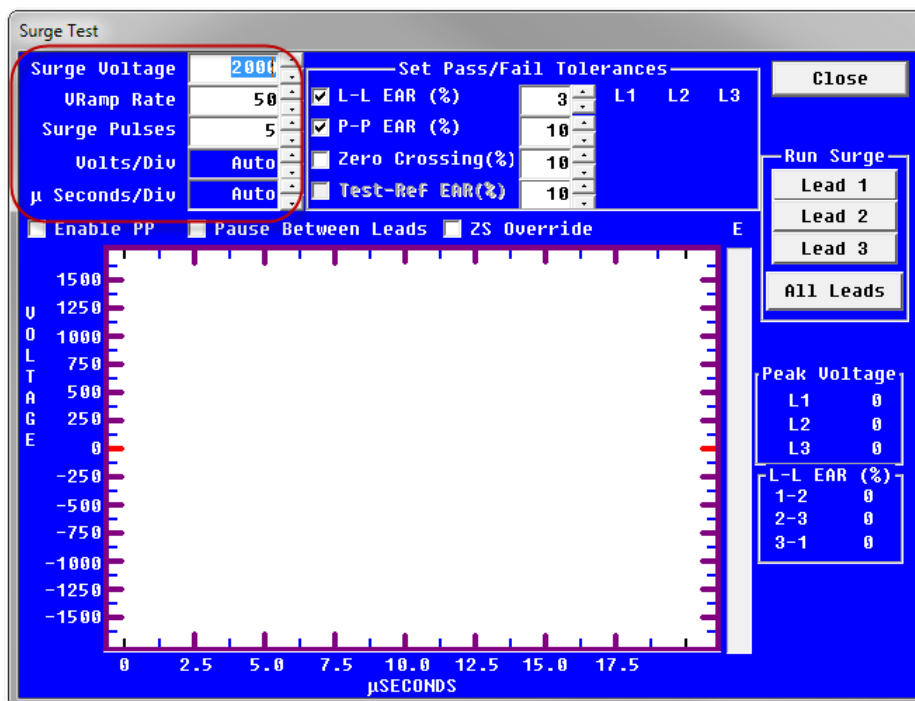 Surge Test
Surge Voltage 2000
VRamp Rate 50
Surge Pulses 5
Volts/Div Auto
µ Seconds/Div Auto
Set Pass/Fail Tolerances
L-L EAR (%) 3 L1 L2 L3
P-P EAR (%) 10
Zero Crossing(%) 10
Test-Ref EAR(%) 10
Close
Run Surge
Lead 1
Lead 2
Lead 3
All Leads
Enable PP Pause Between Leads ZS Override E
VOLTAGE
1500
1250
1000
750
500
250
0
-250
-500
-750
-1000
-1250
-1500
0 2.5 5.0 7.5 10.0 12.5 15.0 17.5
µSECONDS
Peak Voltage
L1 0
L2 0
L3 0
L-L EAR (%)
1-2 0
2-3 0
3-1 0